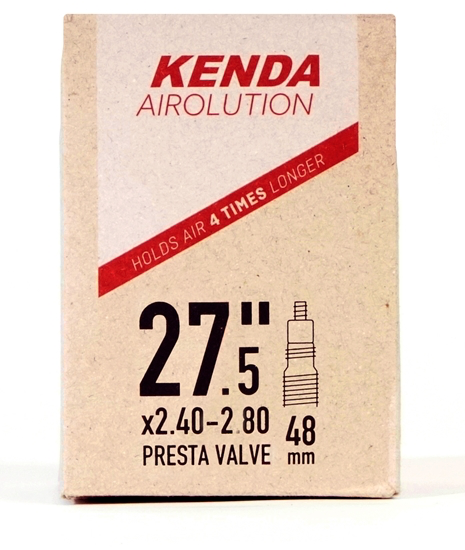 KENDA
AIROLUTION
HOLDS AIR 4 TIMES LONGER
27.5"
x2.40-2.80
PRESTA VALVE
48
mm